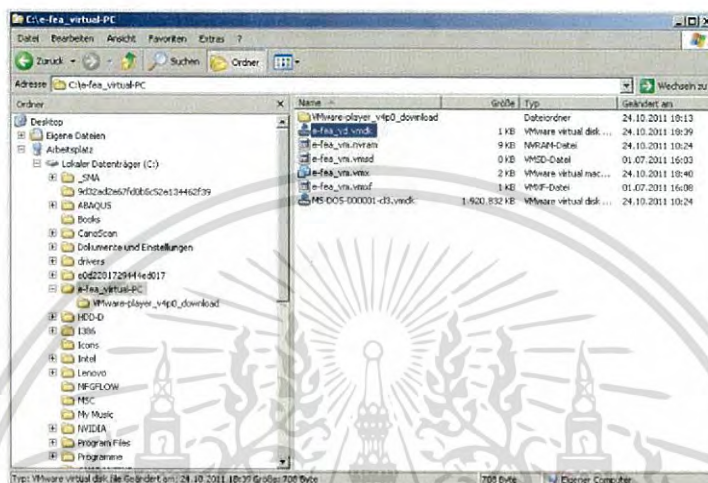 C:\e-fea_virtual-PC
Datei Bearbeiten Ansicht Favoriten Extras ?
Zurück Suchen Ordner
Adresse C:\e-fea_virtual-PC Wechseln zu
Ordner
Desktop
Eigene Dateien
Arbeitsplatz
Lokaler Datenträger (C:)
_SMA
ABAQUS
Books
CanoScan
Dokumente und Einstellungen
drivers
e-fea_virtual-PC
VMware-player_v4p0_download
HDD-D
I386
Icons
Intel
Lenovo
MFGFLOW
MSC
My Music
NVIDIA
Program Files
Programme
Name Größe Typ Geändert am
VMware-player_v4p0_download Dateiordner 24.10.2011 18:13
e-fea_vd.vmdk 1 KB VMware virtual disk ... 24.10.2011 18:39
e-fea_vm.nvram 9 KB NVRAM-Datei 24.10.2011 10:24
e-fea_vm.vmsd 0 KB VMSD-Datei 01.07.2011 16:03
e-fea_vm.vmx 2 KB VMware virtual mac... 24.10.2011 18:40
e-fea_vm.vmxf 1 KB VMXF-Datei 01.07.2011 16:08
MS-DOS-000001-cl3.vmdk 1.920.832 KB VMware virtual disk ... 24.10.2011 10:24
Typ: VMware virtual disk file Geändert am: 24.10.2011 18:39 Größe: 708 Byte 708 Byte Eigener Computer